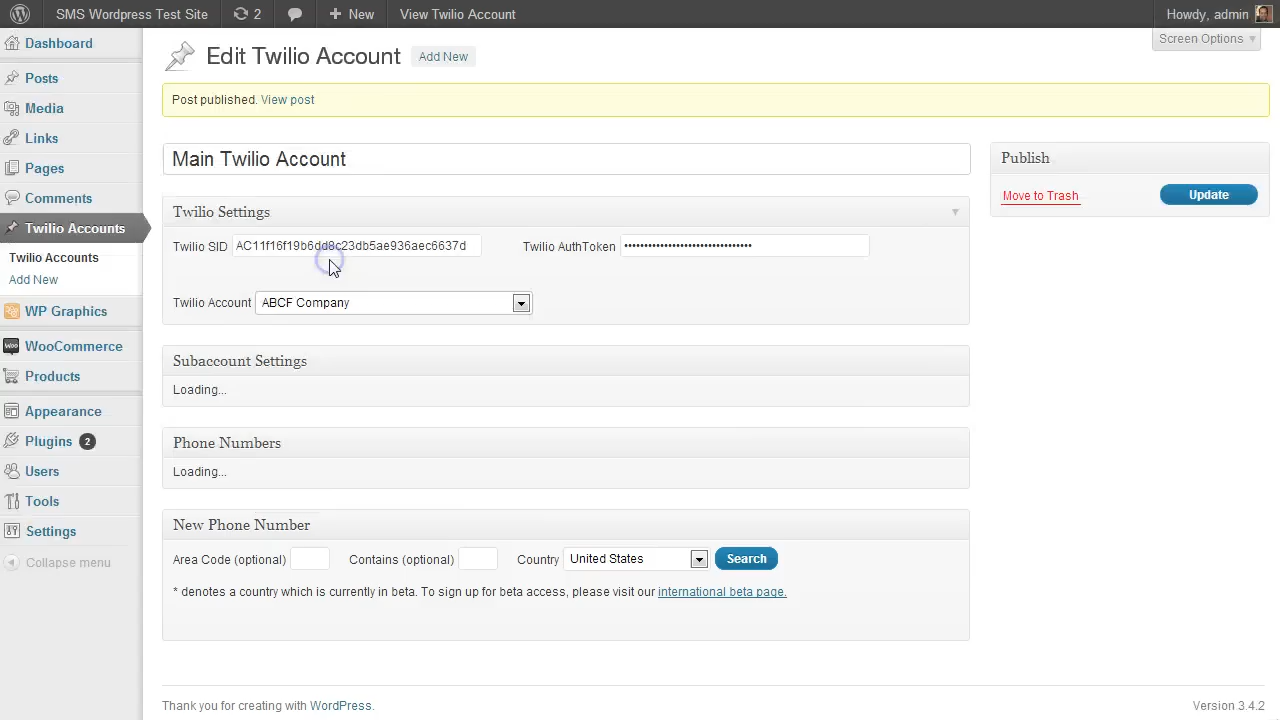 SMS Wordpress Test Site 2 New View Twilio Account Howdy, admin
Screen Options
Dashboard
Posts
Media
Links
Pages
Comments
Twilio Accounts
Twilio Accounts
Add New
WP Graphics
WooCommerce
Products
Appearance
Plugins 2
Users
Tools
Settings
Collapse menu
Edit Twilio Account Add New
Post published. View post
Main Twilio Account
Publish
Move to Trash Update
Twilio Settings
Twilio SID AC11f16f19b6dd8c23db5ae936aec6637d Twilio AuthToken ••••••••••••••••••••••••••••••••
Twilio Account ABCF Company
Subaccount Settings
Loading...
Phone Numbers
Loading...
New Phone Number
Area Code (optional) Contains (optional) Country United States Search
* denotes a country which is currently in beta. To sign up for beta access, please visit our international beta page.
Thank you for creating with WordPress. Version 3.4.2